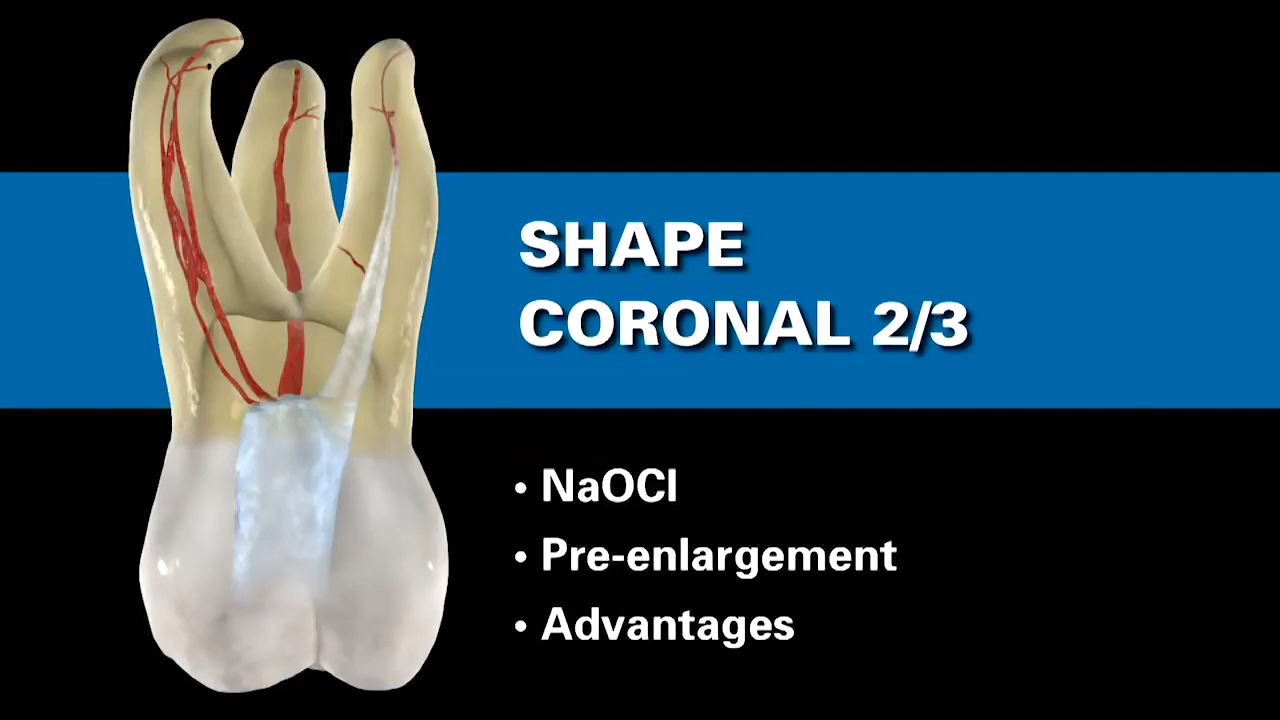 SHAPE
CORONAL 2/3
• NaOCl
• Pre-enlargement
• Advantages